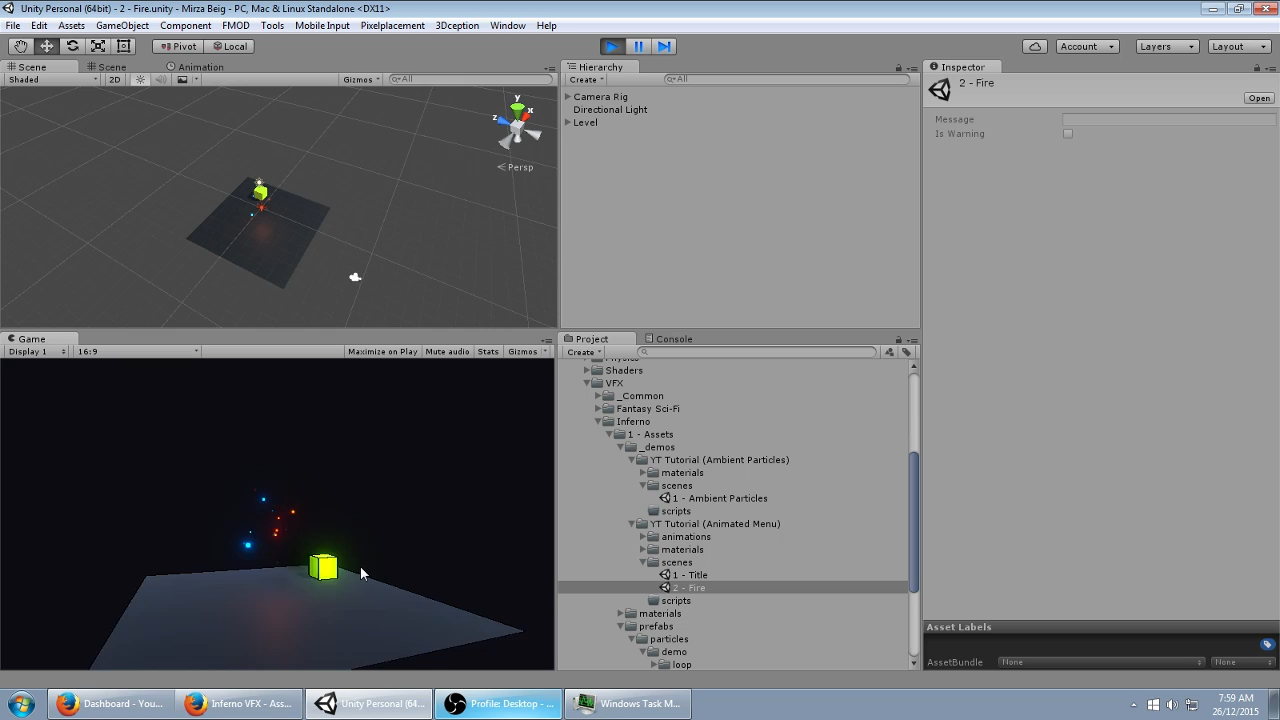 Unity Personal (64bit) - 2 - Fire.unity - Mirza Beig - PC, Mac & Linux Standalone <DX11>
File Edit Assets GameObject Component FMOD Tools Mobile Input Pixelplacement 3Dception Window Help
Pivot Local Account Layers Layout
Scene Scene Animation
Shaded 2D Gizmos All
y
x
z
Persp
Hierarchy
Create All
Camera Rig
Directional Light
Level
Inspector
2 - Fire
Open
Message
Is Warning
Game
Display 1 16:9 Maximize on Play Mute audio Stats Gizmos
Project Console
Create
Shaders
VFX
_Common
Fantasy Sci-Fi
Inferno
1 - Assets
_demos
YT Tutorial (Ambient Particles)
materials
scenes
1 - Ambient Particles
scripts
YT Tutorial (Animated Menu)
animations
materials
scenes
1 - Title
2 - Fire
scripts
materials
prefabs
particles
demo
loop
Asset Labels
AssetBundle None None
Dashboard - You... Inferno VFX - Ass... Unity Personal (64... Profile: Desktop - ... Windows Task M...
7:59 AM
26/12/2015